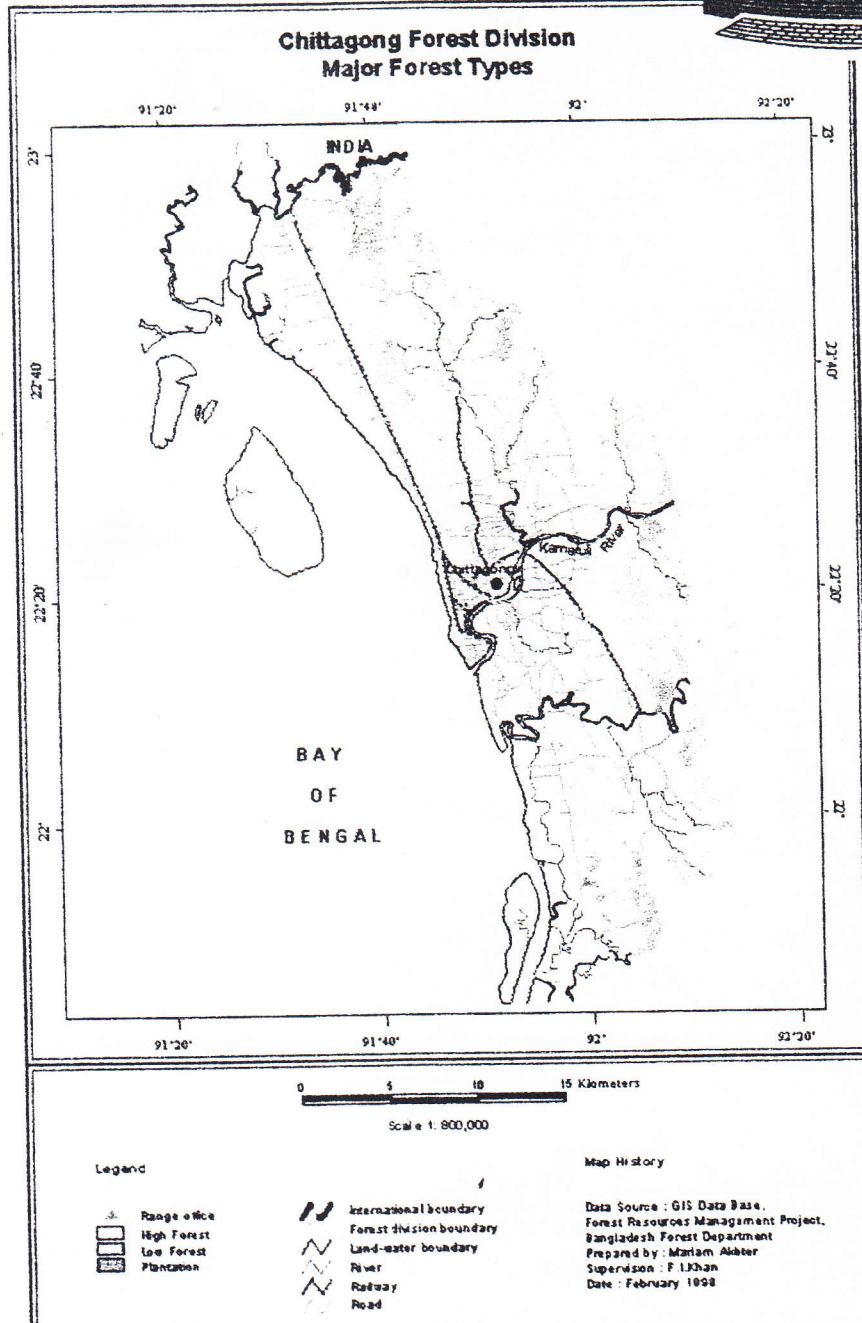 Chittagong Forest Division
Major Forest Types
91°20' 91°48' 92° 92°20'
23° INDIA 23°
22°40' 22°40'
Karnafuli River
Chittagong
22°20' 22°20'
BAY
OF
BENGAL
22° 22°
91°20' 91°40' 92° 92°20'
0 5 10 15 Kilometers
Scale 1: 800,000
Legend
Range office
High Forest
Low Forest
Plantation
International boundary
Forest division boundary
Land-water boundary
River
Railway
Road
Map History
Data Source : GIS Data Base,
Forest Resources Management Project,
Bangladesh Forest Department
Prepared by : Mariam Akhter
Supervision : F.I.Khan
Date : February 1998